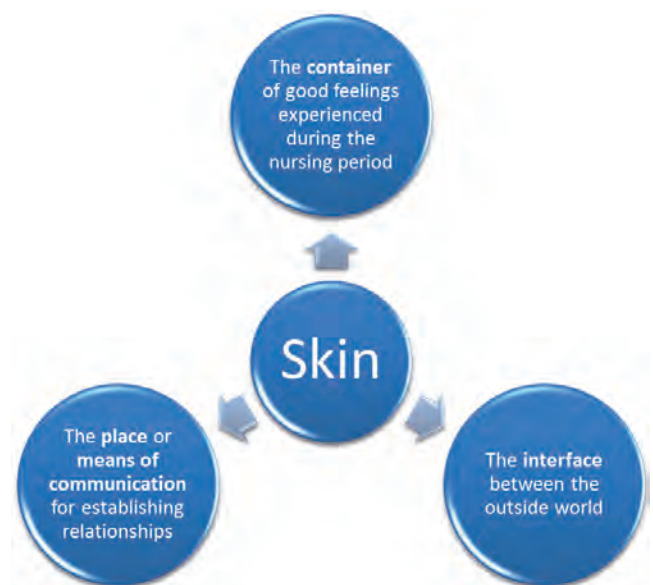 The container
of good feelings
experienced
during the
nursing period
Skin
The place or
means of
communication
for establishing
relationships
The interface
between the
outside world